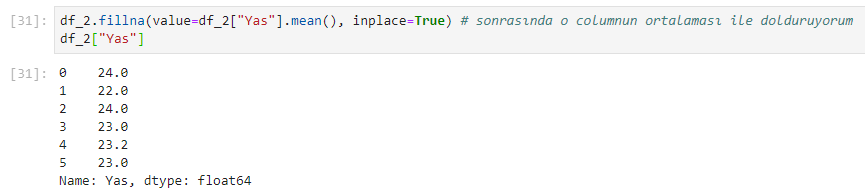 [31]: df_2.fillna(value=df_2["Yas"].mean(), inplace=True) # sonrasında o columnun ortalaması ile dolduruyorum
df_2["Yas"]
[31]: 0    24.0
1    22.0
2    24.0
3    23.0
4    23.2
5    23.0
Name: Yas, dtype: float64